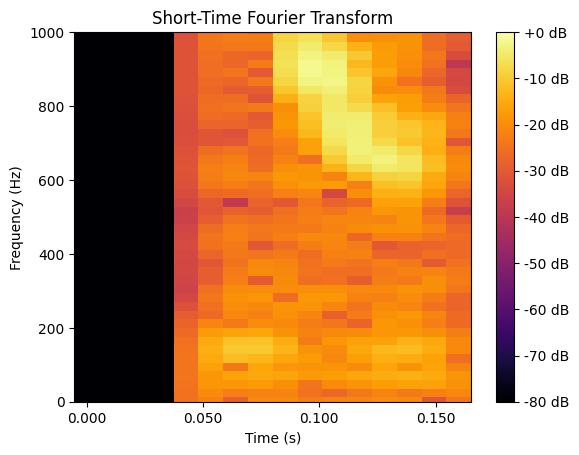 Short-Time Fourier Transform
1000
800
600
400
200
0
Frequency (Hz)
0.000
0.050
0.100
0.150
Time (s)
+0 dB
-10 dB
-20 dB
-30 dB
-40 dB
-50 dB
-60 dB
-70 dB
-80 dB